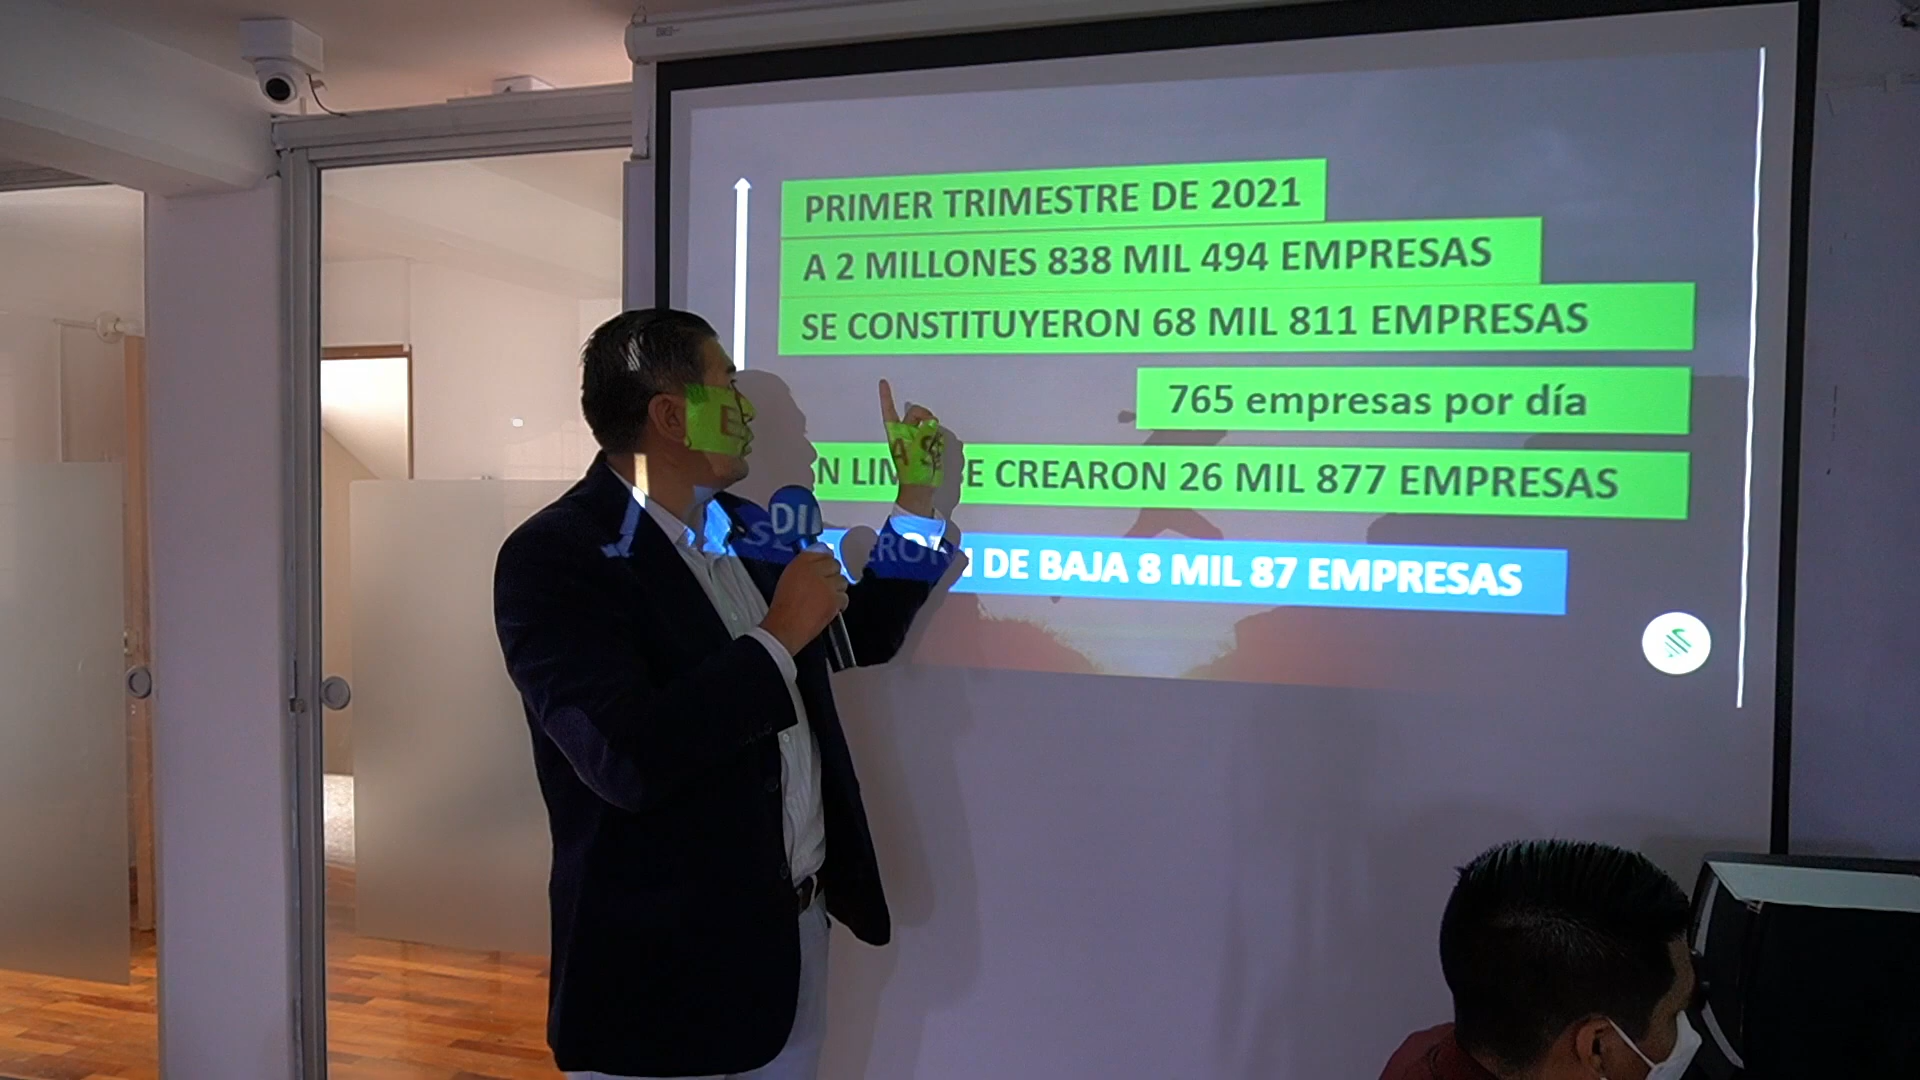 PRIMER TRIMESTRE DE 2021
A 2 MILLONES 838 MIL 494 EMPRESAS
SE CONSTITUYERON 68 MIL 811 EMPRESAS
765 empresas por día
CREARON 26 MIL 877 EMPRESAS
DE BAJA 8 MIL 87 EMPRESAS